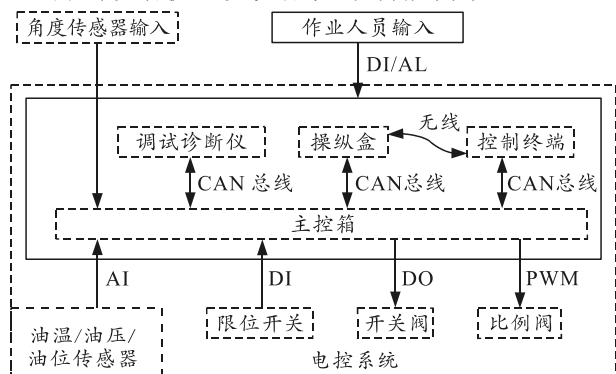 角度传感器输入
作业人员输入
DI/AL
调试诊断仪
操纵盒
无线
控制终端
CAN 总线
CAN总线
CAN总线
主控箱
AI
DI
DO
PWM
油温/油压/
油位传感器
限位开关
开关阀
比例阀
电控系统